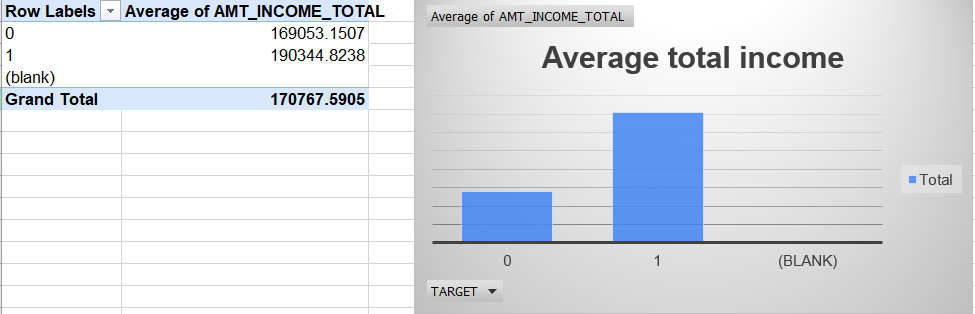 Row Labels Average of AMT_INCOME_TOTAL
0 169053.1507
1 190344.8238
(blank)
Grand Total 170767.5905
Average of AMT_INCOME_TOTAL
Average total income
Total
0 1 (BLANK)
TARGET